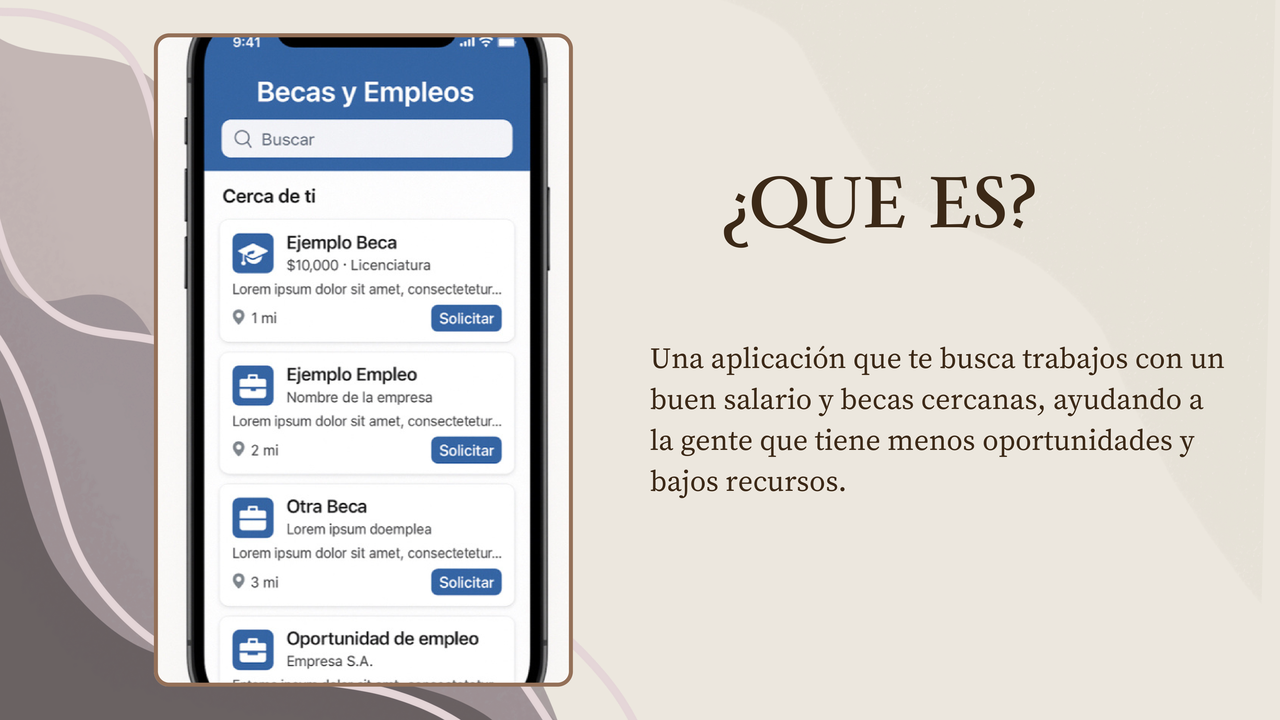 9:41
Becas y Empleos
Buscar
Cerca de ti
Ejemplo Beca
$10,000 · Licenciatura
Lorem ipsum dolor sit amet, consectetetur...
1 mi
Solicitar
Ejemplo Empleo
Nombre de la empresa
Lorem ipsum dolor sit amet, consectetetur...
2 mi
Solicitar
Otra Beca
Lorem ipsum doemplea
Lorem ipsum dolor sit amet, consectetetur...
3 mi
Solicitar
Oportunidad de empleo
Empresa S.A.
¿QUE ES?
Una aplicación que te busca trabajos con un
buen salario y becas cercanas, ayudando a
la gente que tiene menos oportunidades y
bajos recursos.